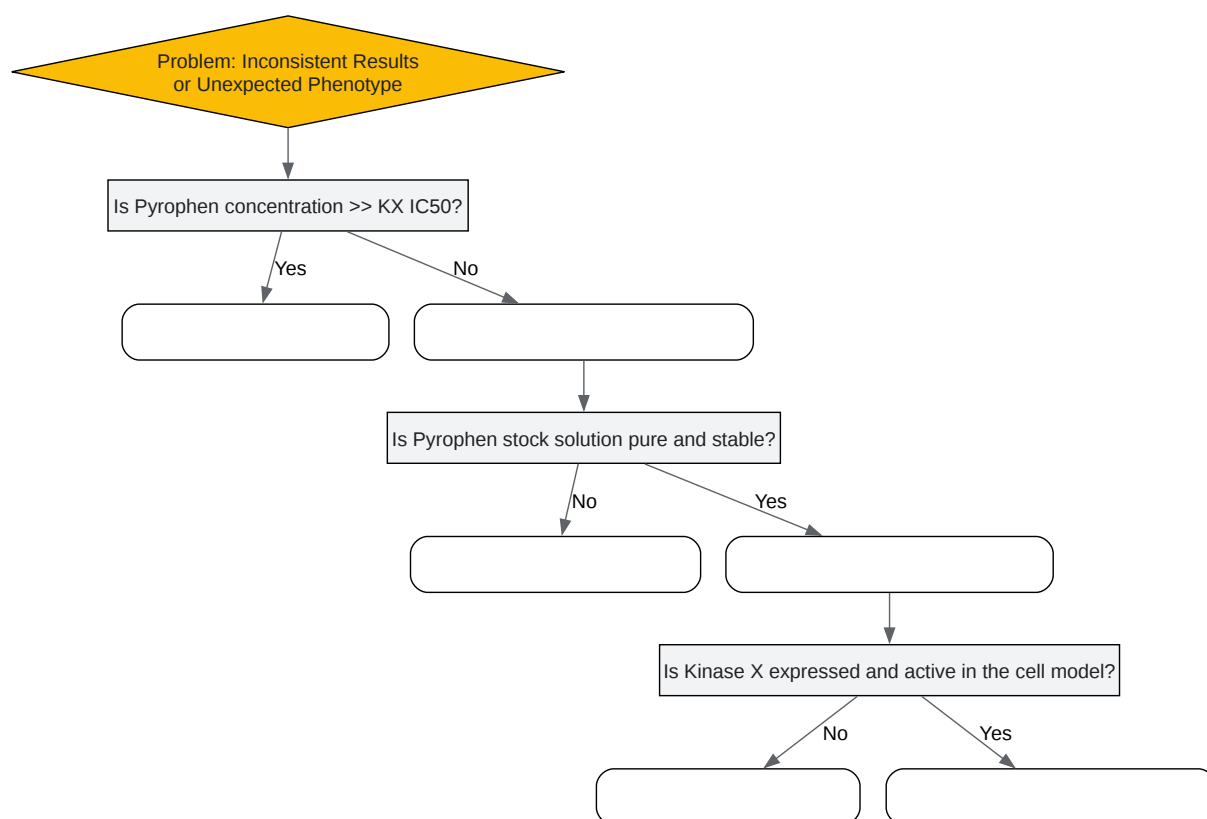 Problem: Inconsistent Results
or Unexpected Phenotype
Is Pyrophen concentration >> KX IC50?
Yes
No
Is Pyrophen stock solution pure and stable?
No
Yes
Is Kinase X expressed and active in the cell model?
No
Yes